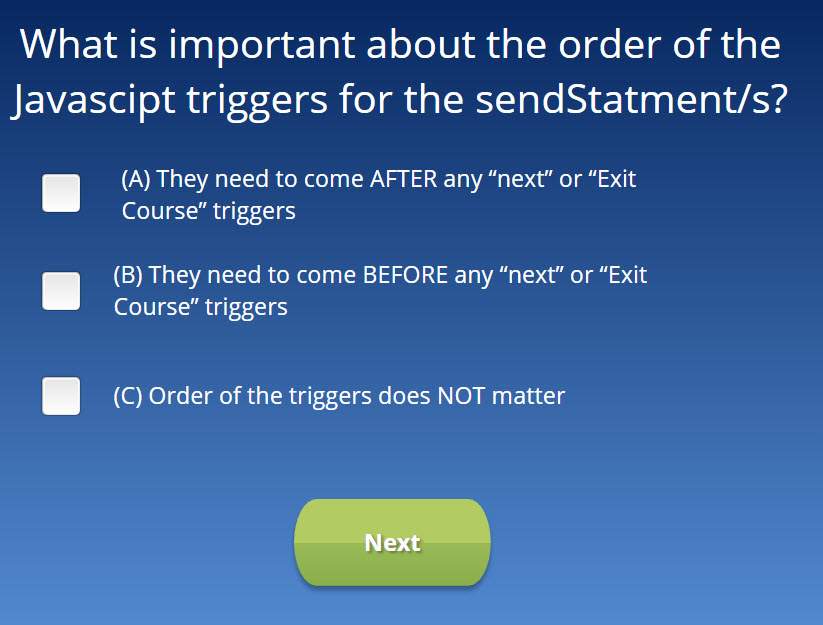 What is important about the order of the
Javascipt triggers for the sendStatment/s?
(A) They need to come AFTER any “next” or “Exit
Course” triggers
(B) They need to come BEFORE any “next” or “Exit
Course” triggers
(C) Order of the triggers does NOT matter
Next